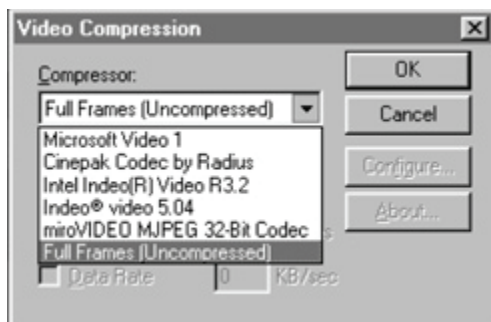 Video Compression
Compressor:
Full Frames (Uncompressed)
Microsoft Video 1
Cinepak Codec by Radius
Intel Indeo(R) Video R3.2
Indeo® video 5.04
miroVIDEO MJPEG 32-Bit Codec
Full Frames (Uncompressed)
Data Rate 0 KB/sec
OK
Cancel
Configure...
About...